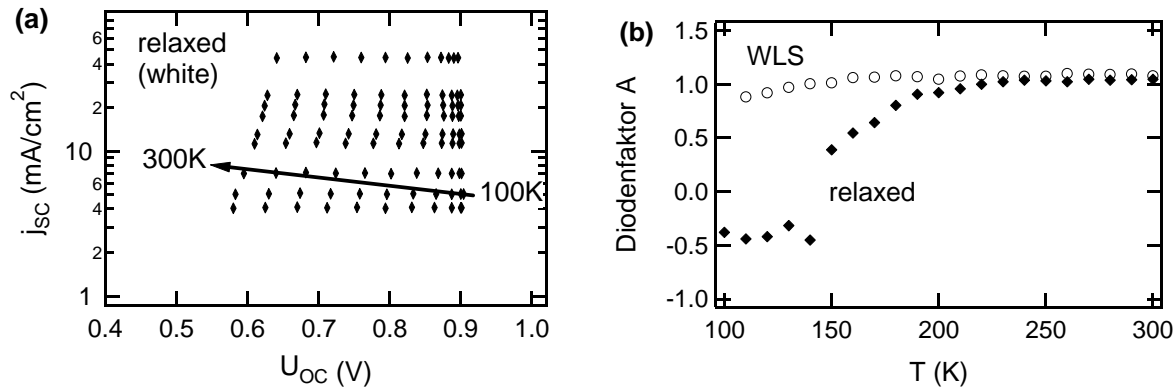 (a)
relaxed
(white)
300K
100K
j_SC (mA/cm²)
6
4
2
10
6
4
2
1
0.4 0.5 0.6 0.7 0.8 0.9 1.0
U_OC (V)
(b)
WLS
relaxed
Diodenfaktor A
1.5
1.0
0.5
0.0
-0.5
-1.0
100 150 200 250 300
T (K)